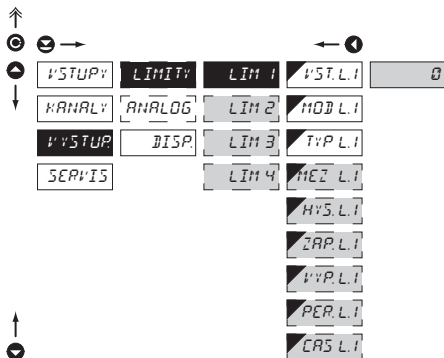 VSTUPY LIMITY LIM 1 VST. L.1 0
KANALY ANALOG LIM 2 MOD L.1
VYSTUP. DISP. LIM 3 TYP L.1
SERVIS LIM 4 MEZ L.1
HYS. L.1
ZAP. L.1
VYP. L.1
PER. L.1
CAS L.1